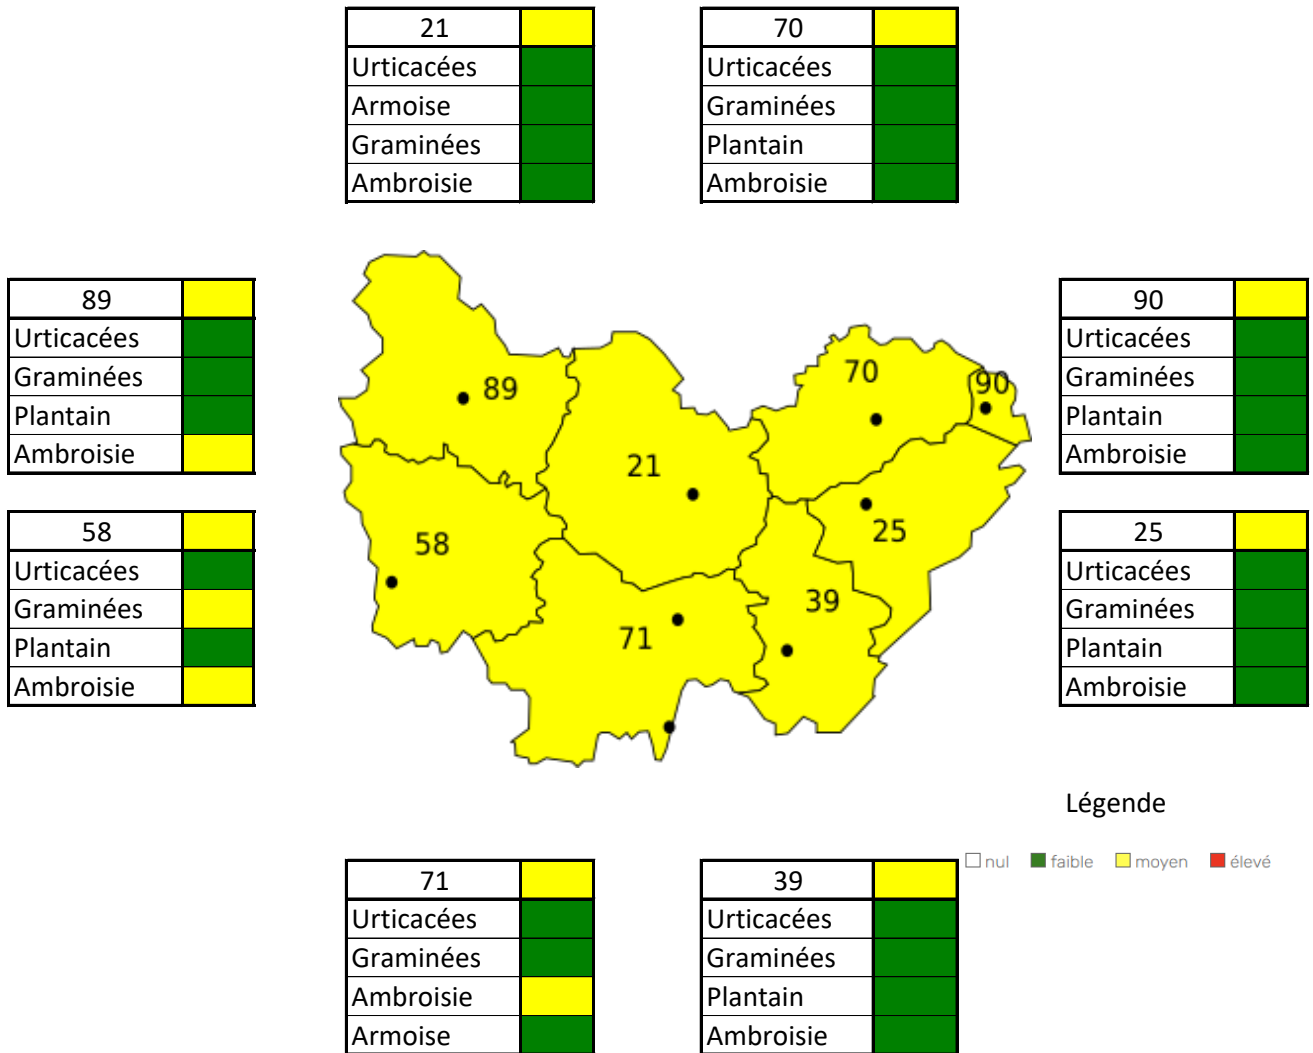 21
Urticacées
Armoise
Graminées
Ambroisie
70
Urticacées
Graminées
Plantain
Ambroisie
89
Urticacées
Graminées
Plantain
Ambroisie
58
Urticacées
Graminées
Plantain
Ambroisie
89
21
70
90
58
25
71
39
90
Urticacées
Graminées
Plantain
Ambroisie
25
Urticacées
Graminées
Plantain
Ambroisie
Légende
nul faible moyen élevé
71
Urticacées
Graminées
Ambroisie
Armoise
39
Urticacées
Graminées
Plantain
Ambroisie